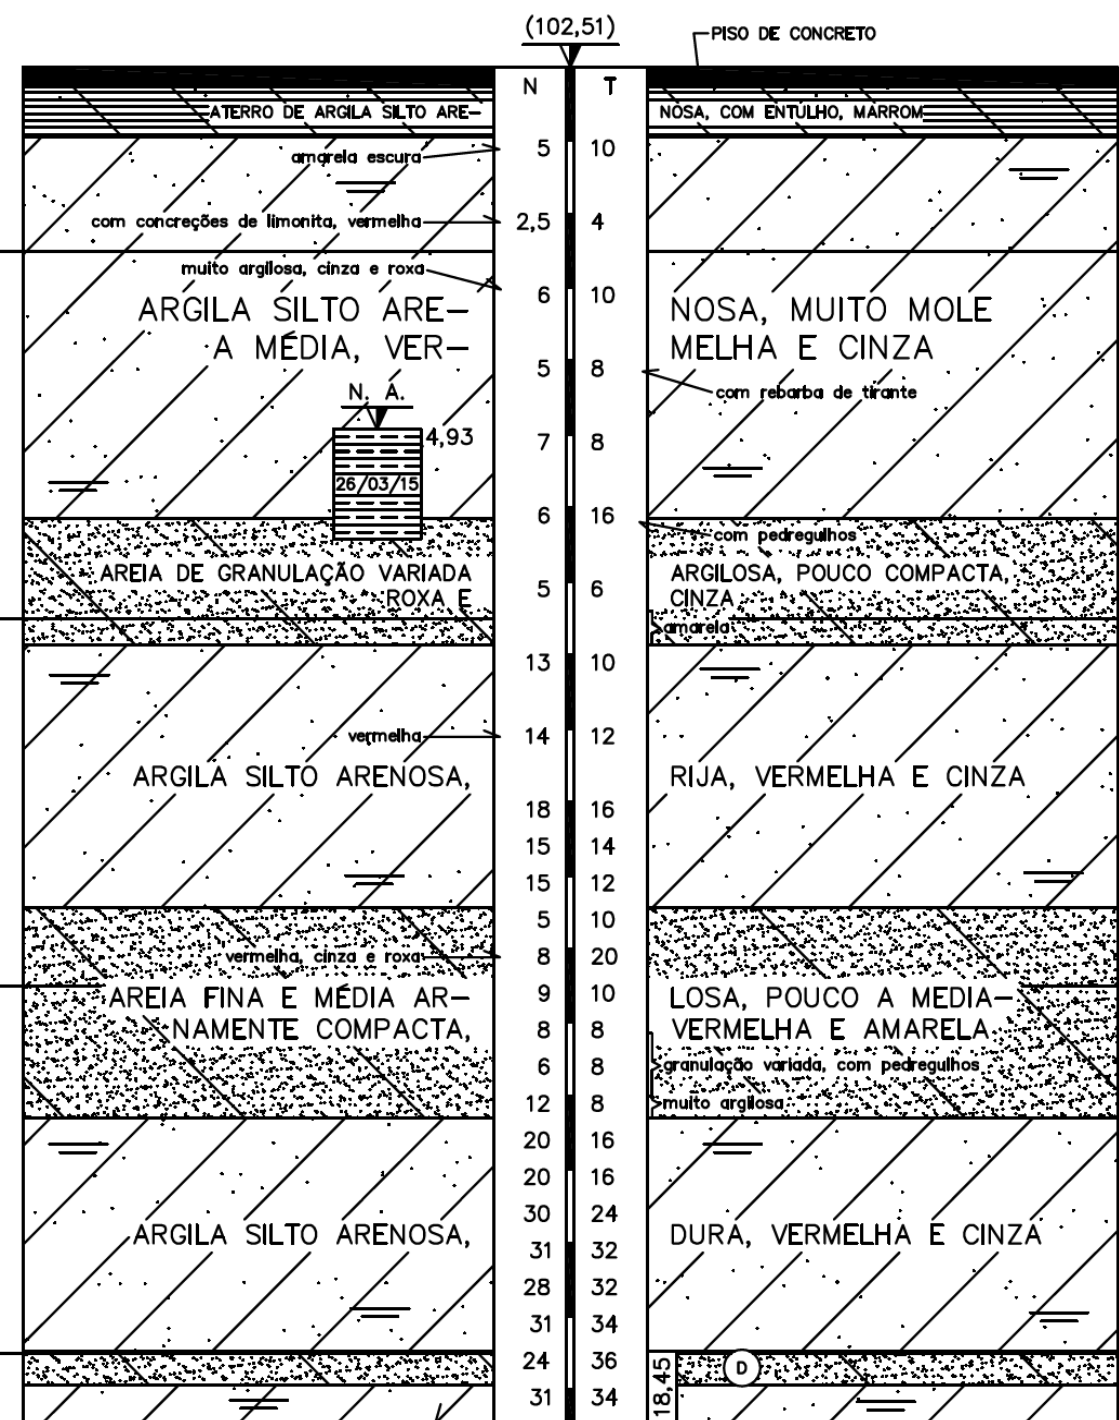 (102,51)
PISO DE CONCRETO
N T
ATERRO DE ARGILA SILTO ARE– NOSA, COM ENTULHO, MARROM
5 10
amarela escura
com concreções de limonita, vermelha 2,5 4
muito argilosa, cinza e roxa
6 10
ARGILA SILTO ARE– NOSA, MUITO MOLE
A MÉDIA, VER– MELHA E CINZA
5 8
com rebarba de tirante
N. A.
4,93
7 8
26/03/15
6 16
com pedregulhos
AREIA DE GRANULAÇÃO VARIADA ARGILOSA, POUCO COMPACTA,
5 6
ROXA E CINZA
amarela
13 10
vermelha 14 12
ARGILA SILTO ARENOSA, RIJA, VERMELHA E CINZA
18 16
15 14
15 12
5 10
vermelha, cinza e roxa 8 20
AREIA FINA E MÉDIA AR– 9 10 LOSA, POUCO A MEDIA–
NAMENTE COMPACTA, 8 8 VERMELHA E AMARELA
6 8 granulação variada, com pedregulhos
12 8 muito argilosa
20 16
20 16
30 24
ARGILA SILTO ARENOSA, DURA, VERMELHA E CINZA
31 32
28 32
31 34
24 36
D
31 34
18,45